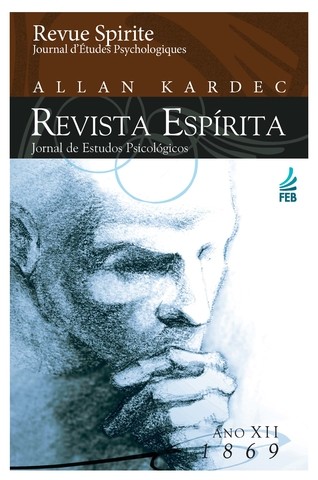 Revue Spirite
Journal d'Études Psychologiques
ALLAN KARDEC
REVISTA ESPÍRITA
Jornal de Estudos Psicológicos
FEB
ANO XII
1869